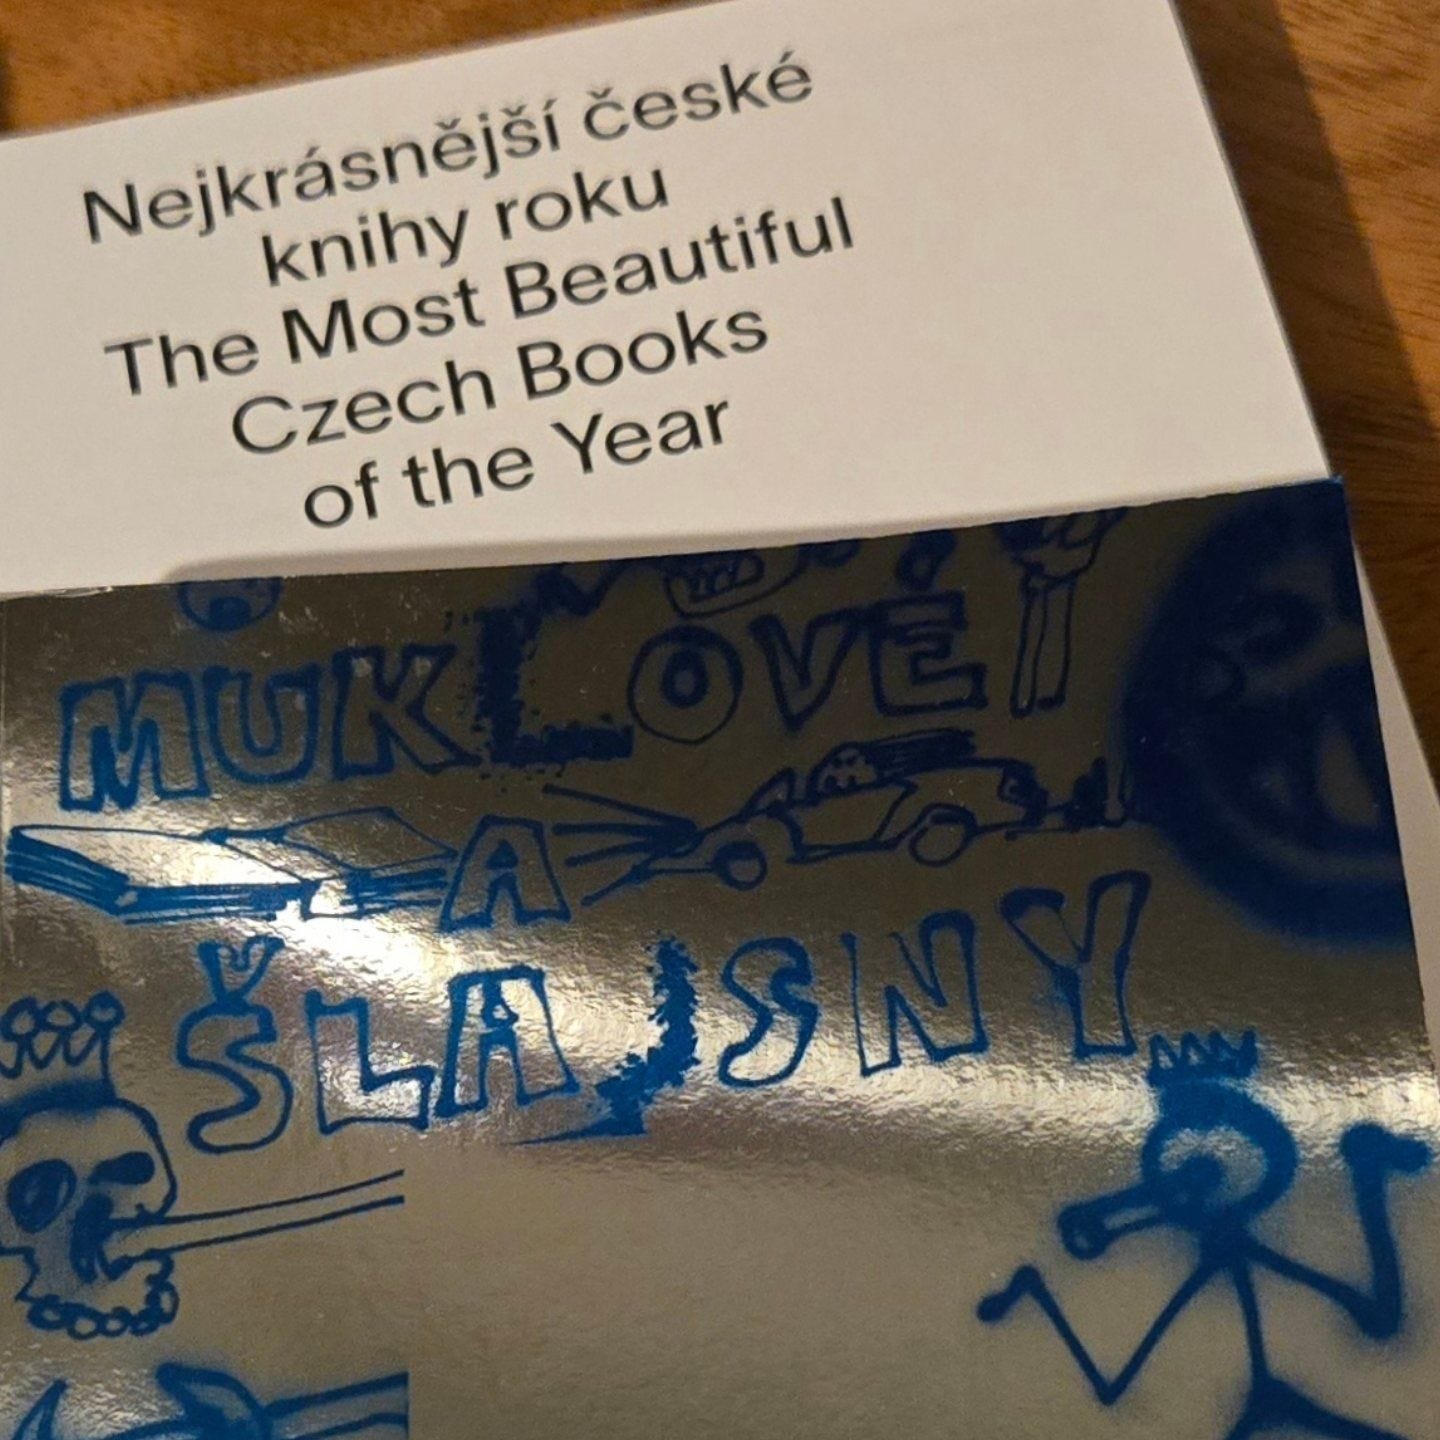 Nejkrásnější české
knihy roku
The Most Beautiful
Czech Books
of the Year
MUKLOVÉ
A
ŠLAJSNY